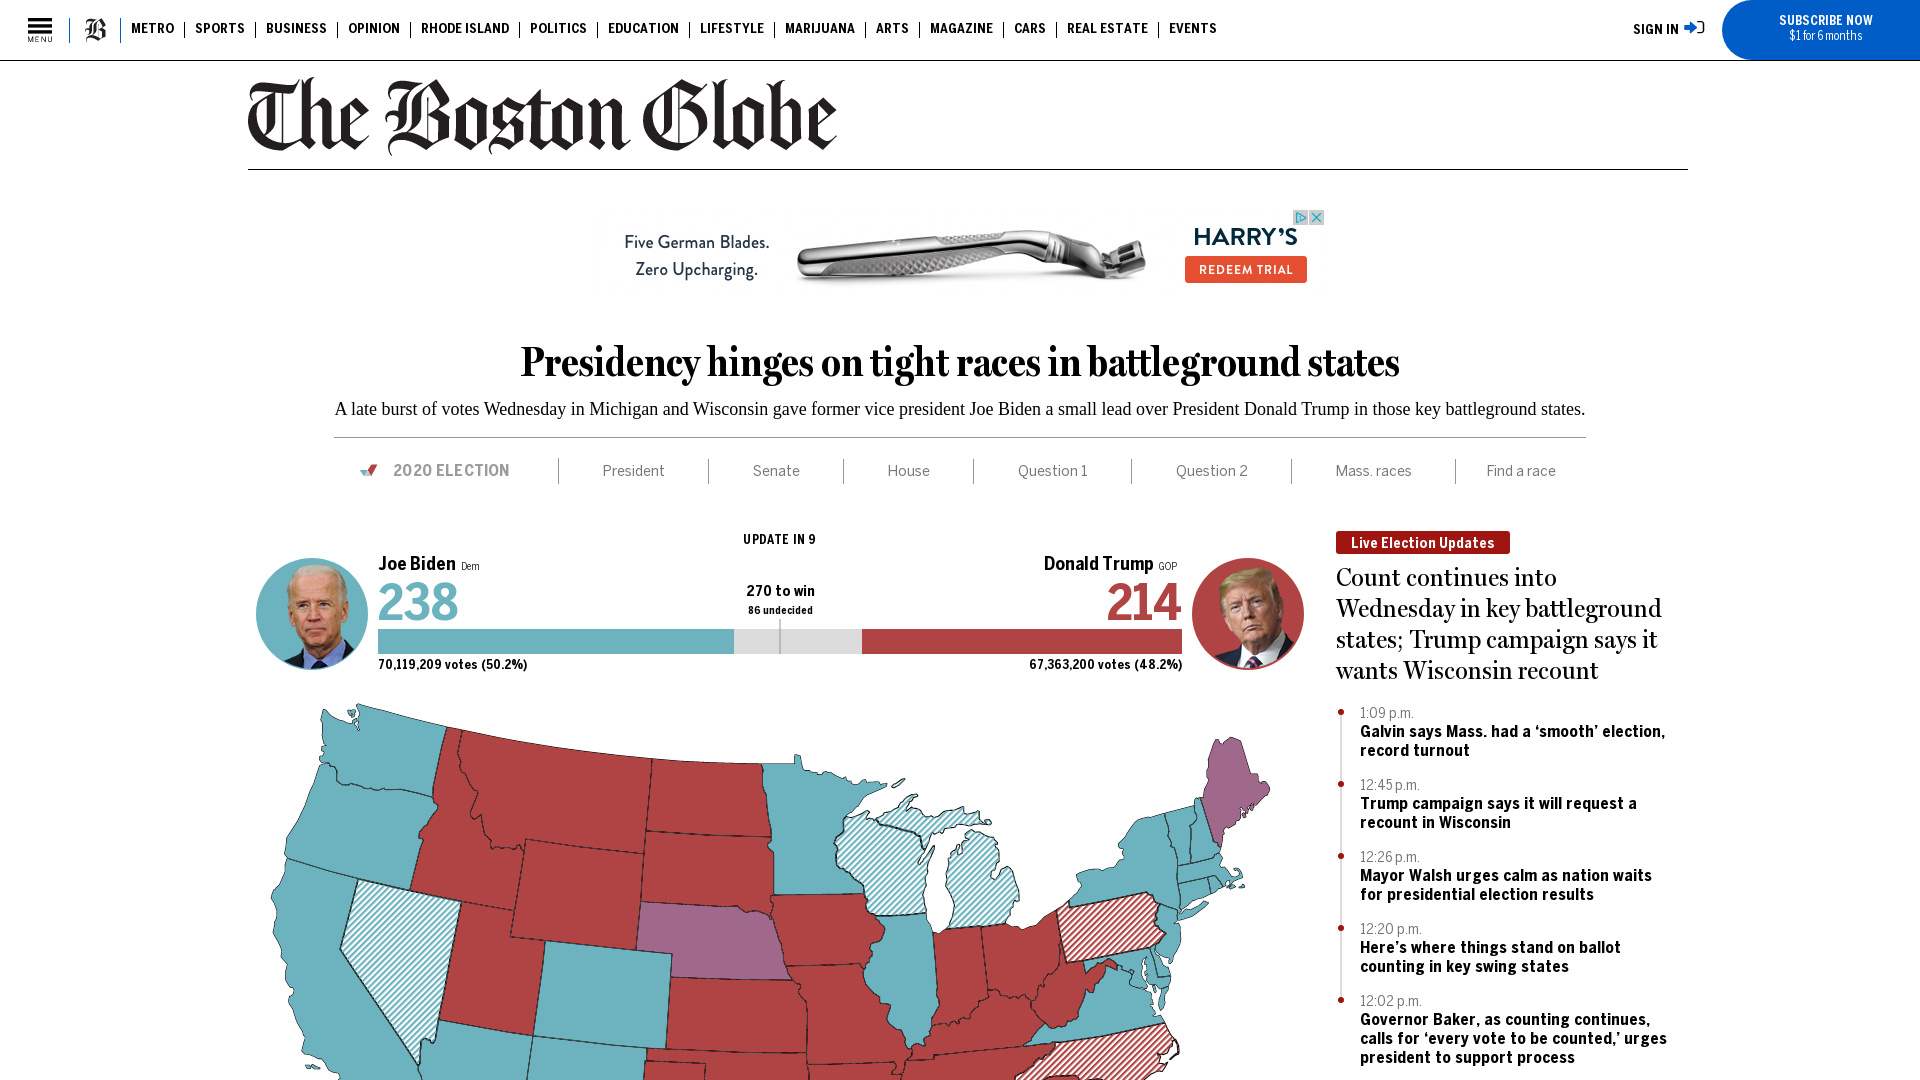 MENU
B
METRO
SPORTS
BUSINESS
OPINION
RHODE ISLAND
POLITICS
EDUCATION
LIFESTYLE
MARIJUANA
ARTS
MAGAZINE
CARS
REAL ESTATE
EVENTS
SIGN IN
SUBSCRIBE NOW
$1 for 6 months
The Boston Globe
Five German Blades.
Zero Upcharging.
HARRY'S
REDEEM TRIAL
Presidency hinges on tight races in battleground states
A late burst of votes Wednesday in Michigan and Wisconsin gave former vice president Joe Biden a small lead over President Donald Trump in those key battleground states.
2020 ELECTION
President
Senate
House
Question 1
Question 2
Mass. races
Find a race
UPDATE IN 9
Joe Biden Dem
238
270 to win
86 undecided
Donald Trump GOP
214
70,119,209 votes (50.2%)
67,363,200 votes (48.2%)
Live Election Updates
Count continues into
Wednesday in key battleground
states; Trump campaign says it
wants Wisconsin recount
1:09 p.m.
Galvin says Mass. had a ‘smooth’ election,
record turnout
12:45 p.m.
Trump campaign says it will request a
recount in Wisconsin
12:26 p.m.
Mayor Walsh urges calm as nation waits
for presidential election results
12:20 p.m.
Here’s where things stand on ballot
counting in key swing states
12:02 p.m.
Governor Baker, as counting continues,
calls for ‘every vote to be counted,’ urges
president to support process